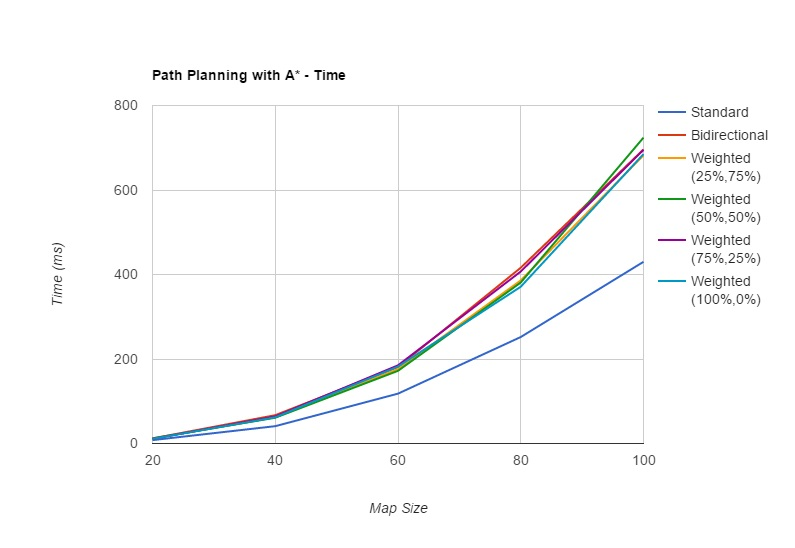 Path Planning with A* - Time
800
600
400
200
0
20 40 60 80 100
Time (ms)
Map Size
Standard
Bidirectional
Weighted
(25%,75%)
Weighted
(50%,50%)
Weighted
(75%,25%)
Weighted
(100%,0%)